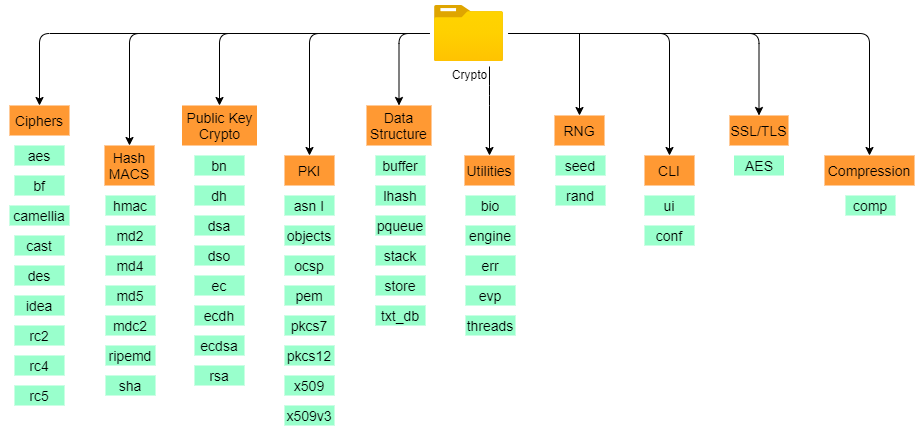 Crypto
Ciphers
aes
bf
camellia
cast
des
idea
rc2
rc4
rc5
Hash
MACS
hmac
md2
md4
md5
mdc2
ripemd
sha
Public Key
Crypto
bn
dh
dsa
dso
ec
ecdh
ecdsa
rsa
PKI
asn l
objects
ocsp
pem
pkcs7
pkcs12
x509
x509v3
Data
Structure
buffer
lhash
pqueue
stack
store
txt_db
Utilities
bio
engine
err
evp
threads
RNG
seed
rand
CLI
ui
conf
SSL/TLS
AES
Compression
comp